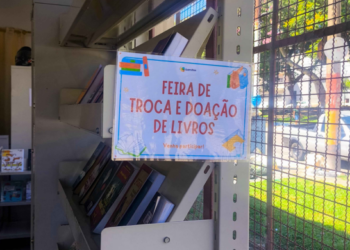 FEIRA DE
TROCA E DOAÇÃO
DE LIVROS